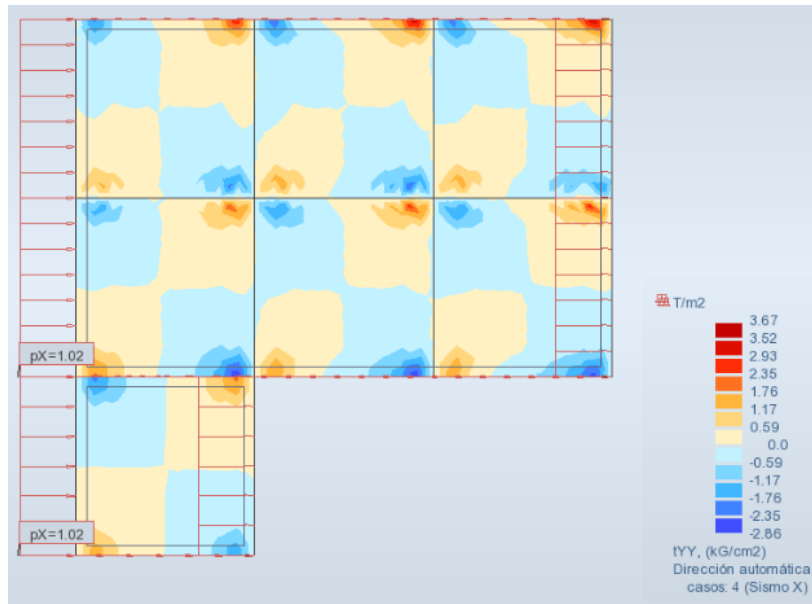 pX=1.02
pX=1.02
T/m2
3.67
3.52
2.93
2.35
1.76
1.17
0.59
0.0
-0.59
-1.17
-1.76
-2.35
-2.86
tYY, (kG/cm2)
Dirección automática
casos: 4 (Sismo X)